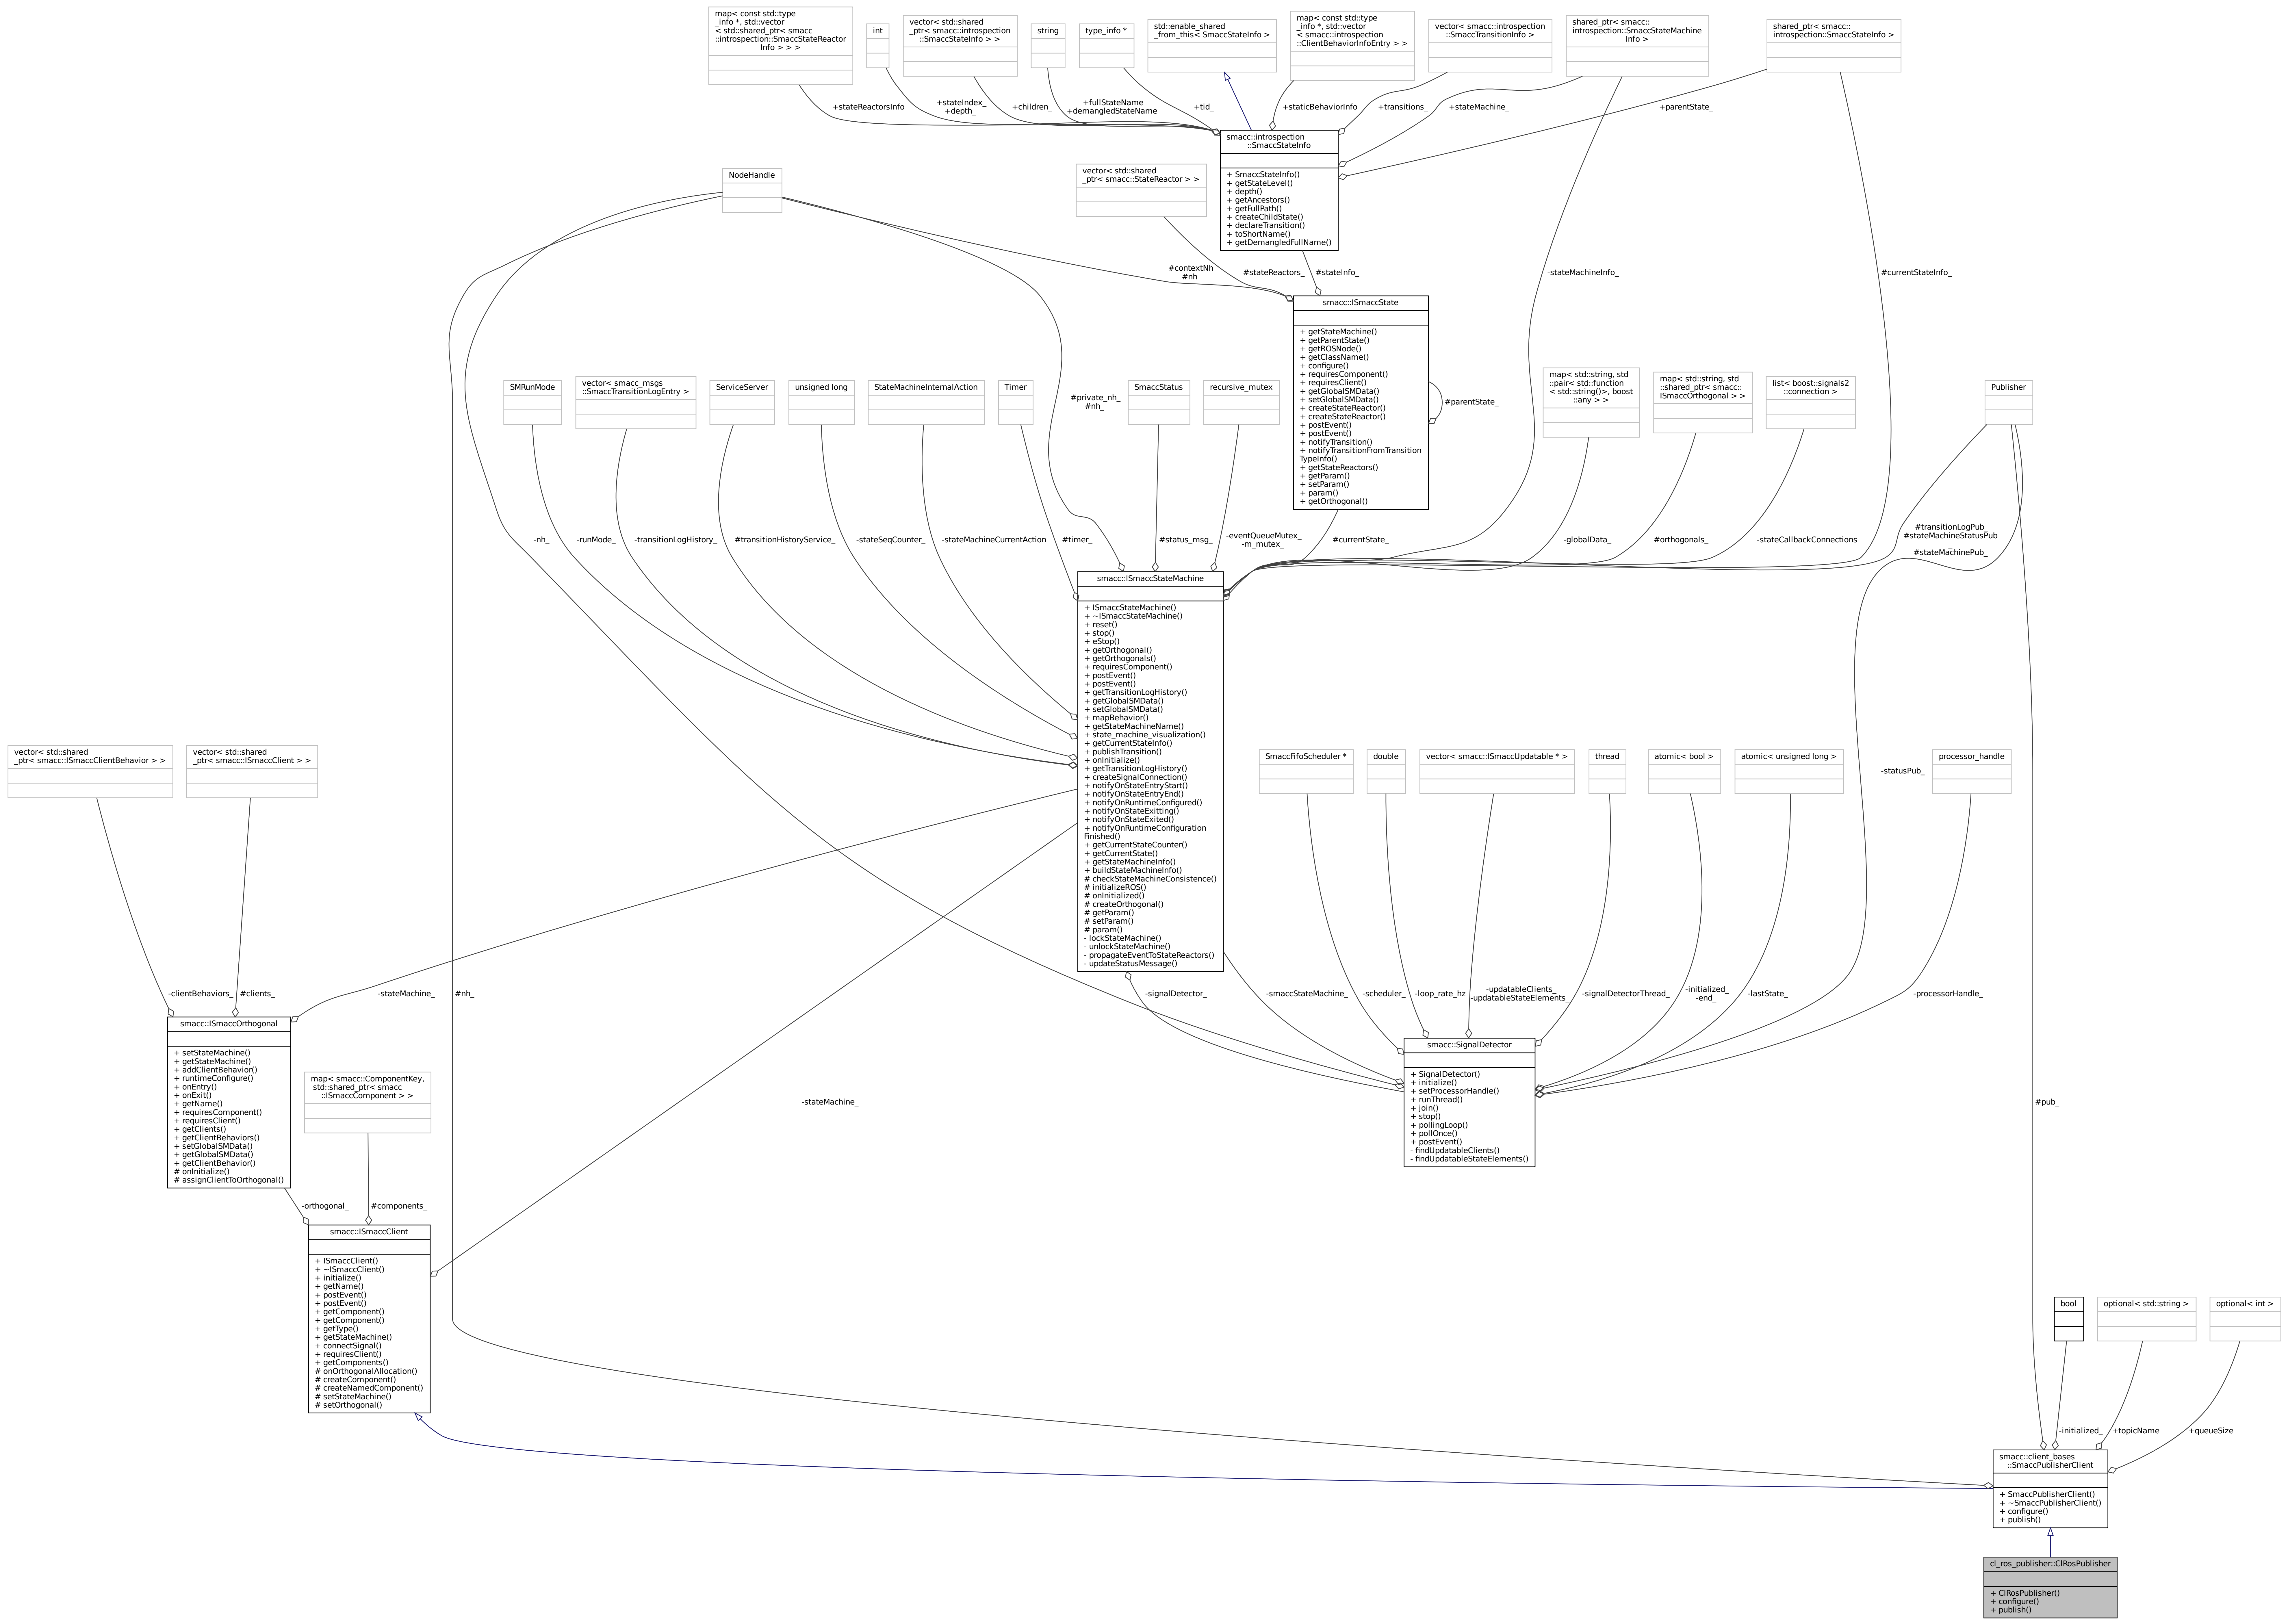 map< const std::type
_info *, std::vector
< std::shared_ptr< smacc
::introspection::SmaccStateReactor
Info > > >
int
vector< std::shared
_ptr< smacc::introspection
::SmaccStateInfo > >
string
type_info *
std::enable_shared
_from_this< SmaccStateInfo >
map< const std::type
_info *, std::vector
< smacc::introspection
::ClientBehaviorInfoEntry > >
vector< smacc::introspection
::SmaccTransitionInfo >
shared_ptr< smacc::
introspection::SmaccStateMachine
Info >
shared_ptr< smacc::
introspection::SmaccStateInfo >
+stateReactorsInfo
+stateIndex_
+depth_
+children_
+fullStateName
+demangledStateName
+tid_
+staticBehaviorInfo
+transitions_
+stateMachine_
+parentState_
smacc::introspection
::SmaccStateInfo
+ SmaccStateInfo()
+ getStateLevel()
+ depth()
+ getAncestors()
+ getFullPath()
+ createChildState()
+ declareTransition()
+ toShortName()
+ getDemangledFullName()
NodeHandle
vector< std::shared
_ptr< smacc::StateReactor > >
#contextNh
#nh
#stateReactors_
#stateInfo_
-stateMachineInfo_
#currentStateInfo_
smacc::ISmaccState
+ getStateMachine()
+ getParentState()
+ getROSNode()
+ getClassName()
+ configure()
+ requiresComponent()
+ requiresClient()
+ getGlobalSMData()
+ setGlobalSMData()
+ createStateReactor()
+ createStateReactor()
+ postEvent()
+ postEvent()
+ notifyTransition()
+ notifyTransitionFromTransition
TypeInfo()
+ getStateReactors()
+ getParam()
+ setParam()
+ param()
+ getOrthogonal()
#parentState_
SMRunMode
vector< smacc_msgs
::SmaccTransitionLogEntry >
ServiceServer
unsigned long
StateMachineInternalAction
Timer
#private_nh_
#nh_
SmaccStatus
recursive_mutex
map< std::string, std
::pair< std::function
< std::string()>, boost
::any > >
map< std::string, std
::shared_ptr< smacc::
ISmaccOrthogonal > >
list< boost::signals2
::connection >
Publisher
-nh_
-runMode_
-transitionLogHistory_
#transitionHistoryService_
-stateSeqCounter_
-stateMachineCurrentAction
#timer_
#status_msg_
-eventQueueMutex_
-m_mutex_
#currentState_
-globalData_
#orthogonals_
-stateCallbackConnections
#transitionLogPub_
#stateMachineStatusPub
_
#stateMachinePub_
smacc::ISmaccStateMachine
+ ISmaccStateMachine()
+ ~ISmaccStateMachine()
+ reset()
+ stop()
+ eStop()
+ getOrthogonal()
+ getOrthogonals()
+ requiresComponent()
+ postEvent()
+ postEvent()
+ getTransitionLogHistory()
+ getGlobalSMData()
+ setGlobalSMData()
+ mapBehavior()
+ getStateMachineName()
+ state_machine_visualization()
+ getCurrentStateInfo()
+ publishTransition()
+ onInitialize()
+ getTransitionLogHistory()
+ createSignalConnection()
+ notifyOnStateEntryStart()
+ notifyOnStateEntryEnd()
+ notifyOnRuntimeConfigured()
+ notifyOnStateExitting()
+ notifyOnStateExited()
+ notifyOnRuntimeConfiguration
Finished()
+ getCurrentStateCounter()
+ getCurrentState()
+ getStateMachineInfo()
+ buildStateMachineInfo()
# checkStateMachineConsistence()
# initializeROS()
# onInitialized()
# createOrthogonal()
# getParam()
# setParam()
# param()
- lockStateMachine()
- unlockStateMachine()
- propagateEventToStateReactors()
- updateStatusMessage()
vector< std::shared
_ptr< smacc::ISmaccClientBehavior > >
vector< std::shared
_ptr< smacc::ISmaccClient > >
SmaccFifoScheduler *
double
vector< smacc::ISmaccUpdatable * >
thread
atomic< bool >
atomic< unsigned long >
-statusPub_
processor_handle
-clientBehaviors_
#clients_
-stateMachine_
#nh_
-signalDetector_
-smaccStateMachine_
-scheduler_
-loop_rate_hz
-updatableClients_
-updatableStateElements_
-signalDetectorThread_
-initialized_
-end_
-lastState_
-processorHandle_
smacc::ISmaccOrthogonal
+ setStateMachine()
+ getStateMachine()
+ addClientBehavior()
+ runtimeConfigure()
+ onEntry()
+ onExit()
+ getName()
+ requiresComponent()
+ requiresClient()
+ getClients()
+ getClientBehaviors()
+ setGlobalSMData()
+ getGlobalSMData()
+ getClientBehavior()
# onInitialize()
# assignClientToOrthogonal()
map< smacc::ComponentKey,
std::shared_ptr< smacc
::ISmaccComponent > >
-stateMachine_
smacc::SignalDetector
+ SignalDetector()
+ initialize()
+ setProcessorHandle()
+ runThread()
+ join()
+ stop()
+ pollingLoop()
+ pollOnce()
+ postEvent()
- findUpdatableClients()
- findUpdatableStateElements()
#pub_
-orthogonal_
#components_
smacc::ISmaccClient
+ ISmaccClient()
+ ~ISmaccClient()
+ initialize()
+ getName()
+ postEvent()
+ postEvent()
+ getComponent()
+ getComponent()
+ getType()
+ getStateMachine()
+ connectSignal()
+ requiresClient()
+ getComponents()
# onOrthogonalAllocation()
# createComponent()
# createNamedComponent()
# setStateMachine()
# setOrthogonal()
bool
optional< std::string >
optional< int >
-initialized_
+topicName
+queueSize
smacc::client_bases
::SmaccPublisherClient
+ SmaccPublisherClient()
+ ~SmaccPublisherClient()
+ configure()
+ publish()
cl_ros_publisher::ClRosPublisher
+ ClRosPublisher()
+ configure()
+ publish()